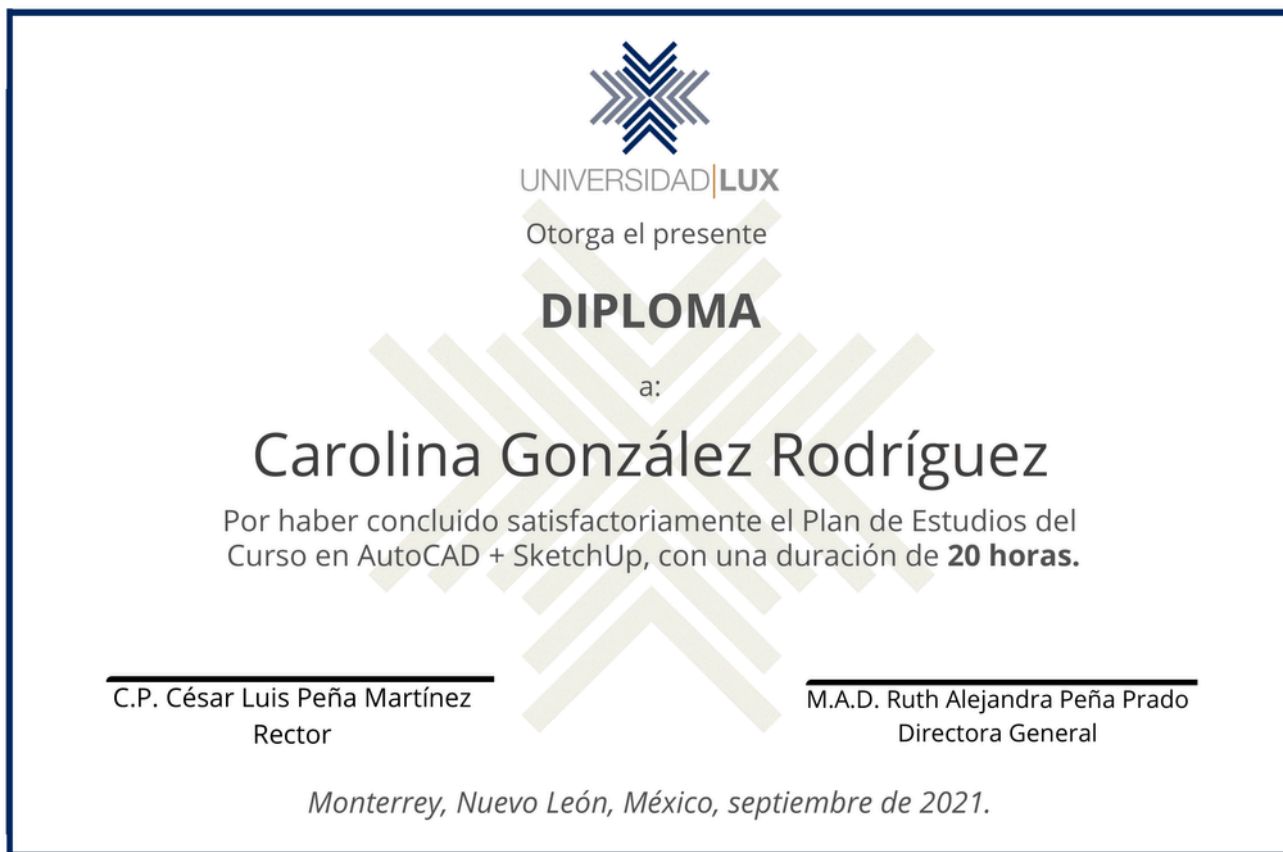 UNIVERSIDAD|LUX
Otorga el presente
DIPLOMA
a:
Carolina González Rodríguez
Por haber concluido satisfactoriamente el Plan de Estudios del
Curso en AutoCAD + SketchUp, con una duración de 20 horas.
C.P. César Luis Peña Martínez
Rector
M.A.D. Ruth Alejandra Peña Prado
Directora General
Monterrey, Nuevo León, México, septiembre de 2021.